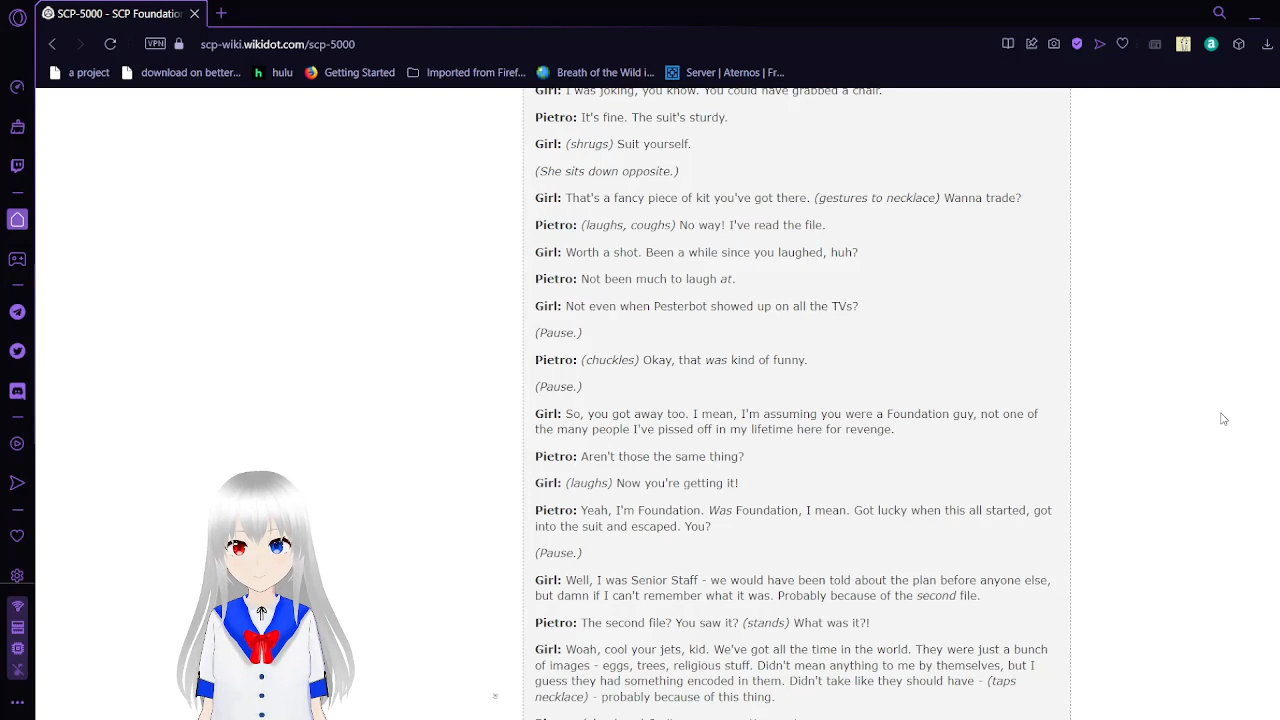 SCP-5000 - SCP Foundation
VPN
scp-wiki.wikidot.com/scp-5000
a project
download on better...
hulu
Getting Started
Imported from Firef...
Breath of the Wild i...
Server | Aternos | Fr...
Girl: I was joking, you know. You could have grabbed a chair.
Pietro: It's fine. The suit's sturdy.
Girl: (shrugs) Suit yourself.
(She sits down opposite.)
Girl: That's a fancy piece of kit you've got there. (gestures to necklace) Wanna trade?
Pietro: (laughs, coughs) No way! I've read the file.
Girl: Worth a shot. Been a while since you laughed, huh?
Pietro: Not been much to laugh at.
Girl: Not even when Pesterbot showed up on all the TVs?
(Pause.)
Pietro: (chuckles) Okay, that was kind of funny.
(Pause.)
Girl: So, you got away too. I mean, I'm assuming you were a Foundation guy, not one of
the many people I've pissed off in my lifetime here for revenge.
Pietro: Aren't those the same thing?
Girl: (laughs) Now you're getting it!
Pietro: Yeah, I'm Foundation. Was Foundation, I mean. Got lucky when this all started, got
into the suit and escaped. You?
(Pause.)
Girl: Well, I was Senior Staff - we would have been told about the plan before anyone else,
but damn if I can't remember what it was. Probably because of the second file.
Pietro: The second file? You saw it? (stands) What was it?!
Girl: Woah, cool your jets, kid. We've got all the time in the world. They were just a bunch
of images - eggs, trees, religious stuff. Didn't mean anything to me by themselves, but I
guess they had something encoded in them. Didn't take like they should have - (taps
necklace) - probably because of this thing.